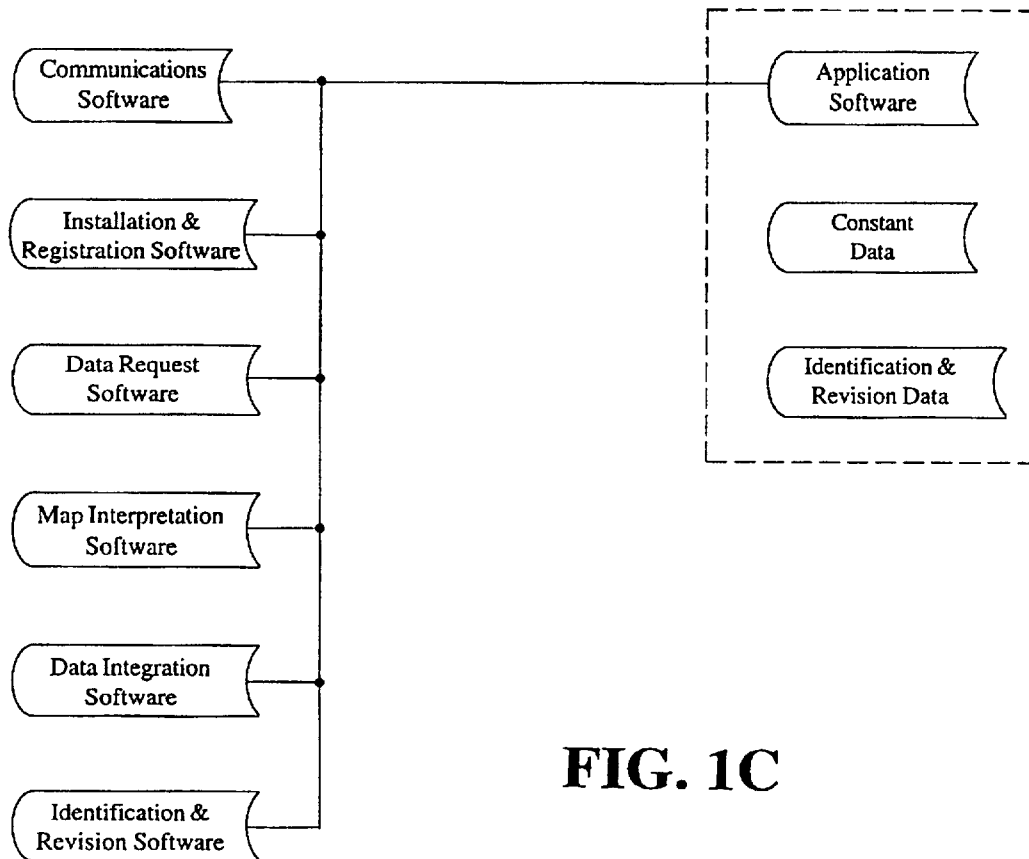 Communications
Software
Application
Software
Installation &
Registration Software
Constant
Data
Data Request
Software
Identification &
Revision Data
Map Interpretation
Software
Data Integration
Software
FIG. 1C
Identification &
Revision Software